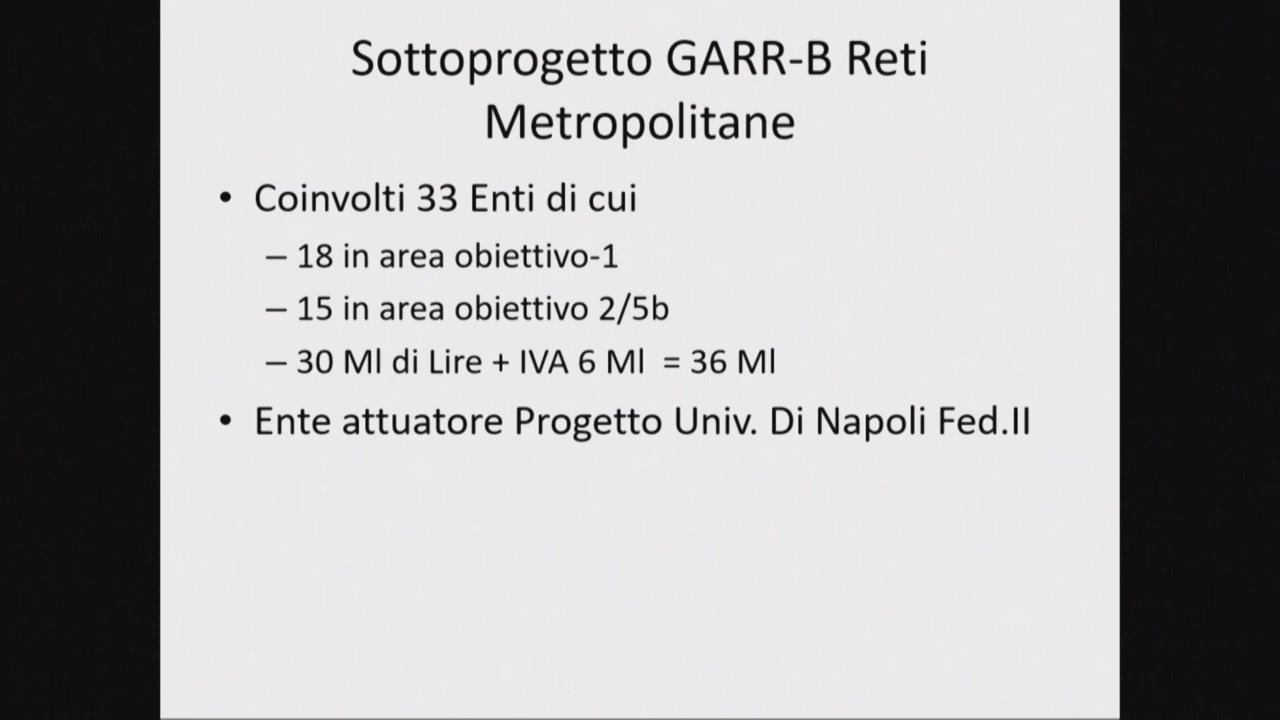 Sottoprogetto GARR-B Reti
Metropolitane
• Coinvolti 33 Enti di cui
– 18 in area obiettivo-1
– 15 in area obiettivo 2/5b
– 30 Ml di Lire + IVA 6 Ml = 36 Ml
• Ente attuatore Progetto Univ. Di Napoli Fed.II